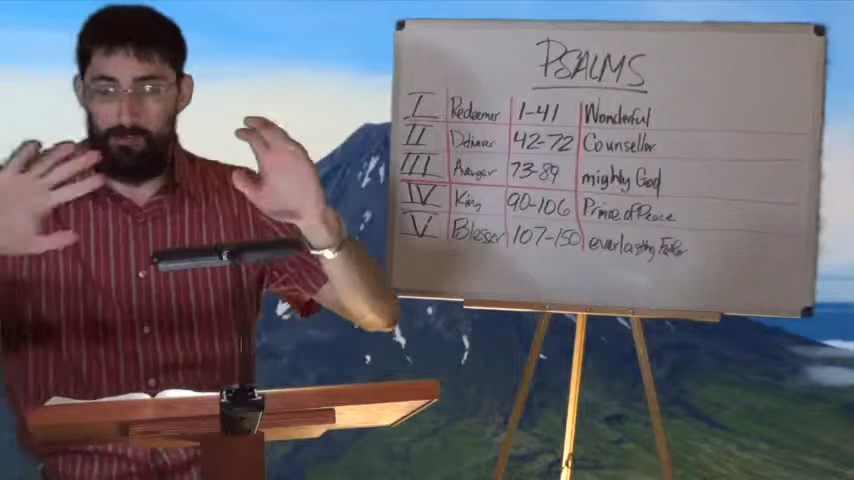 PSALMS
I Redeemer 1-41 Wonderful
II Deliver 42-72 Counsellor
III Avenger 73-89 mighty God
IV King 90-106 Prince of Peace
V Blesser 107-150 everlasting Father